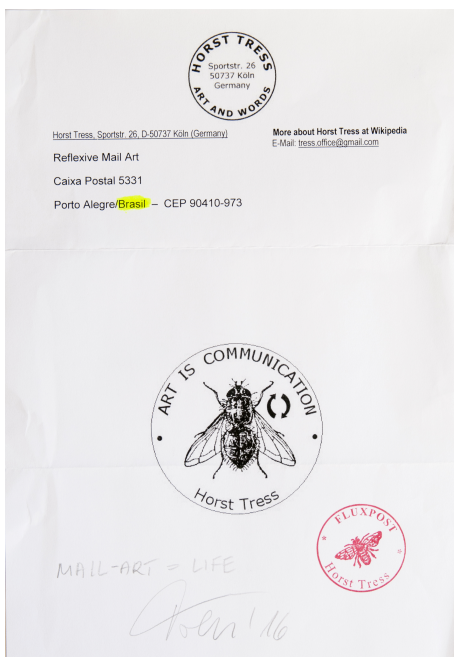 HORST TRESS
Sportstr. 26
50737 Köln
Germany
ART AND WORDS
Horst Tress, Sportstr. 26, D-50737 Köln (Germany)
More about Horst Tress at Wikipedia
E-Mail: tress.office@gmail.com
Reflexive Mail Art
Caixa Postal 5331
Porto Alegre/Brasil – CEP 90410-973
ART IS COMMUNICATION
Horst Tress
FLUXPOST
Horst Tress
MAIL-ART = LIFE
'16